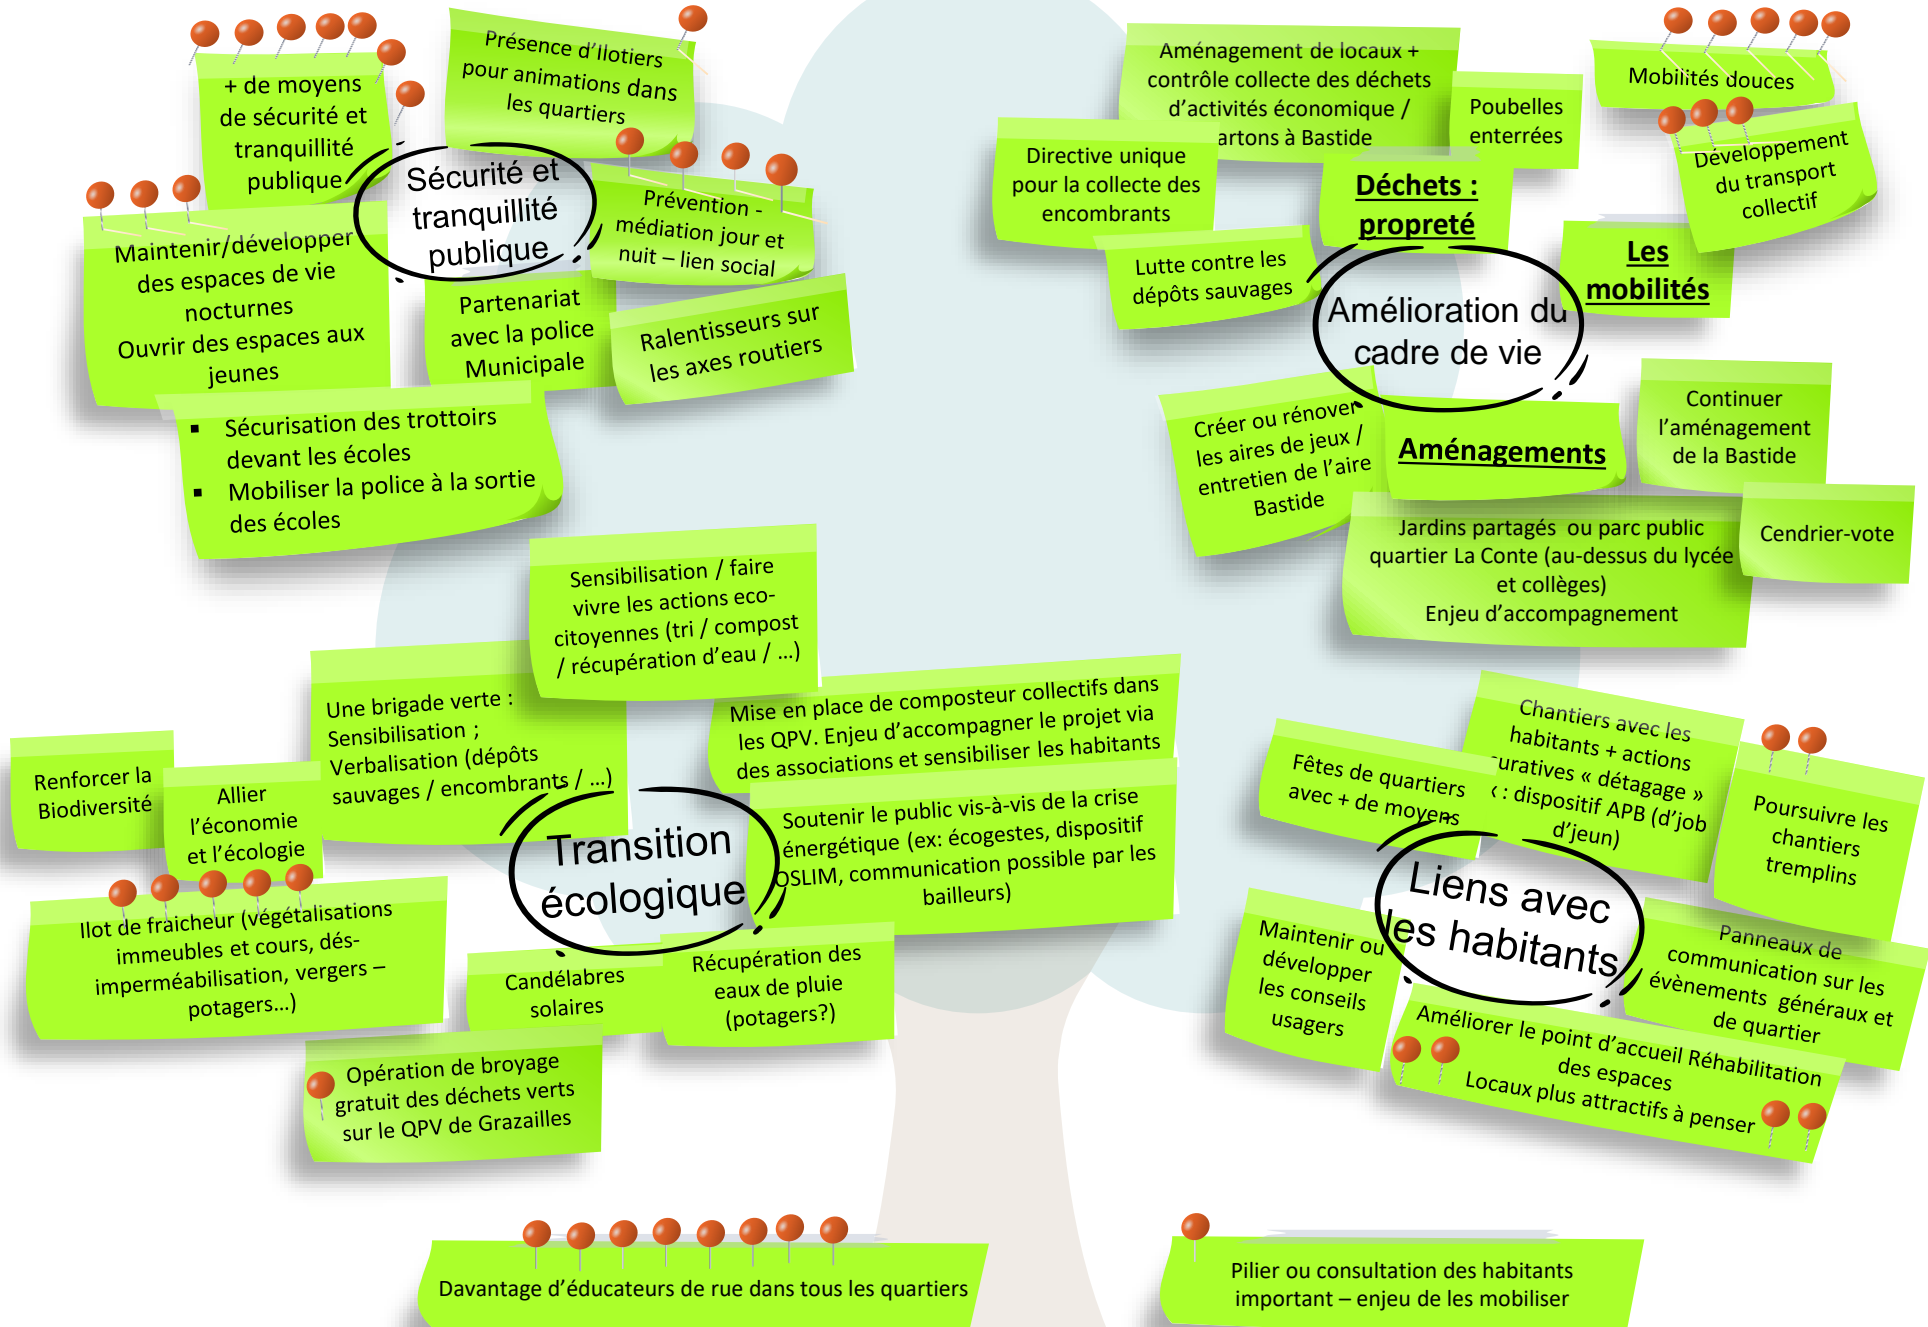 + de moyens
de sécurité et
tranquillité
publique
Présence d'Ilotiers
pour animations dans
les quartiers
Sécurité et
tranquillité
publique
Prévention -
médiation jour et
nuit – lien social
Maintenir/développer
des espaces de vie
nocturnes
Ouvrir des espaces aux
jeunes
Partenariat
avec la police
Municipale
Ralentisseurs sur
les axes routiers
▪ Sécurisation des trottoirs
devant les écoles
▪ Mobiliser la police à la sortie
des écoles
Aménagement de locaux +
contrôle collecte des déchets
d'activités économique /
artons à Bastide
Poubelles
enterrées
Mobilités douces
Développement
du transport
collectif
Directive unique
pour la collecte des
encombrants
Déchets :
propreté
Les
mobilités
Lutte contre les
dépôts sauvages
Amélioration du
cadre de vie
Créer ou rénover
les aires de jeux /
entretien de l'aire
Bastide
Aménagements
Continuer
l'aménagement
de la Bastide
Jardins partagés ou parc public
quartier La Conte (au-dessus du lycée
et collèges)
Enjeu d'accompagnement
Cendrier-vote
Sensibilisation / faire
vivre les actions eco-
citoyennes (tri / compost
/ récupération d'eau / …)
Une brigade verte :
Sensibilisation ;
Verbalisation (dépôts
sauvages / encombrants / …)
Mise en place de composteur collectifs dans
les QPV. Enjeu d'accompagner le projet via
des associations et sensibiliser les habitants
Renforcer la
Biodiversité
Allier
l'économie
et l'écologie
Transition
écologique
Soutenir le public vis-à-vis de la crise
énergétique (ex: écogestes, dispositif
OSLIM, communication possible par les
bailleurs)
Ilot de fraicheur (végétalisations
immeubles et cours, dés-
imperméabilisation, vergers –
potagers…)
Candélabres
solaires
Récupération des
eaux de pluie
(potagers?)
Opération de broyage
gratuit des déchets verts
sur le QPV de Grazailles
Fêtes de quartiers
avec + de moyens
Chantiers avec les
habitants + actions
uratives « détagage »
: dispositif APB (d'job
d'jeun)
Poursuivre les
chantiers
tremplins
Liens avec
les habitants
Maintenir ou
développer
les conseils
usagers
Panneaux de
communication sur les
évènements généraux et
de quartier
Améliorer le point d'accueil Réhabilitation
des espaces
Locaux plus attractifs à penser
Davantage d'éducateurs de rue dans tous les quartiers
Pilier ou consultation des habitants
important – enjeu de les mobiliser